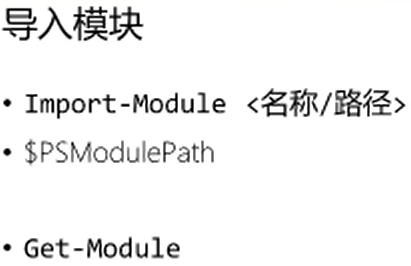 导入模块
• Import-Module <名称/路径>
• $PSModulePath
• Get-Module